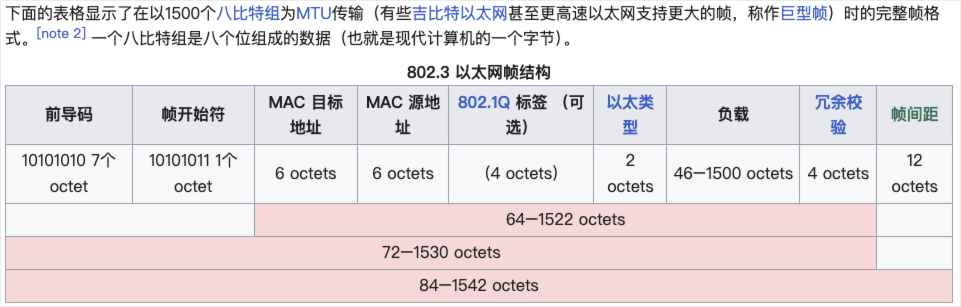 下面的表格显示了在以1500个八比特组为MTU传输（有些吉比特以太网甚至更高速以太网支持更大的帧，称作巨型帧）时的完整帧格
式。[note 2] 一个八比特组是八个位组成的数据（也就是现代计算机的一个字节）。
802.3 以太网帧结构
前导码 帧开始符 MAC 目标地址 MAC 源地址 802.1Q 标签 （可选） 以太类型 负载 冗余校验 帧间距
10101010 7个octet 10101011 1个octet 6 octets 6 octets （4 octets） 2 octets 46–1500 octets 4 octets 12 octets
64–1522 octets
72–1530 octets
84–1542 octets